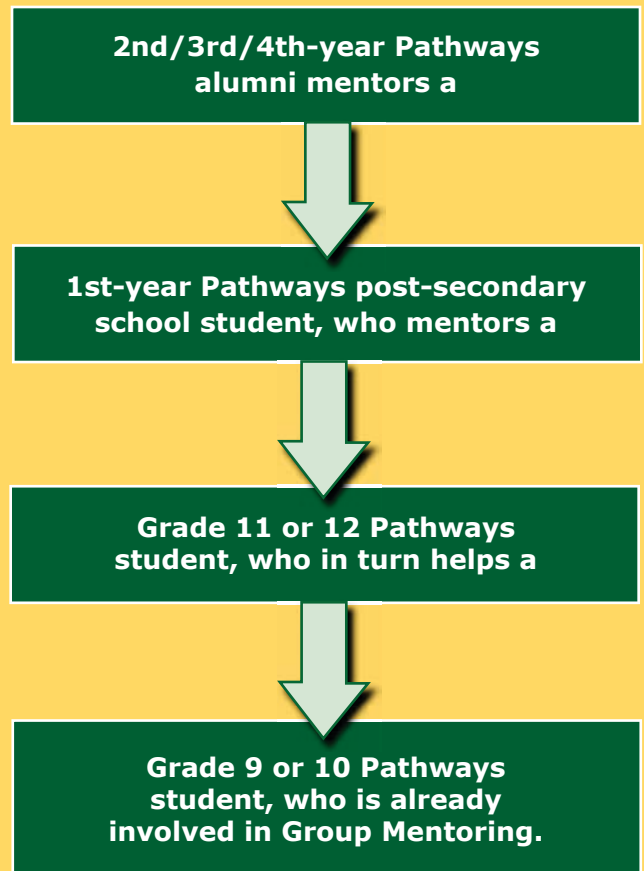 2nd/3rd/4th-year Pathways
alumni mentors a
1st-year Pathways post-secondary
school student, who mentors a
Grade 11 or 12 Pathways
student, who in turn helps a
Grade 9 or 10 Pathways
student, who is already
involved in Group Mentoring.